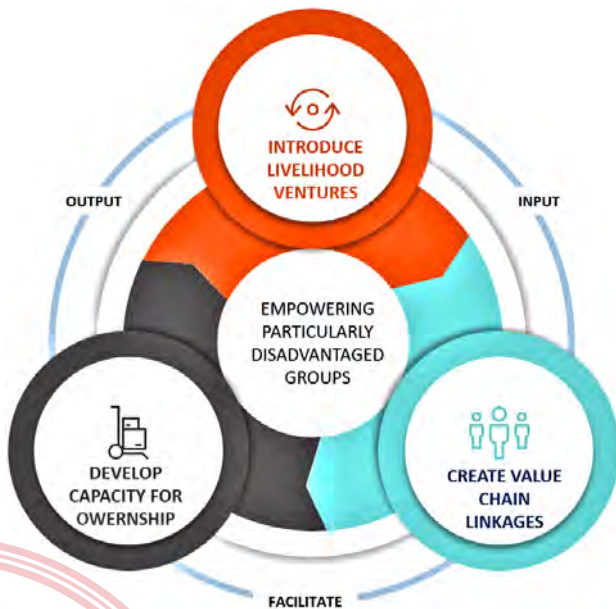 INTRODUCE
LIVELIHOOD
VENTURES
OUTPUT
INPUT
EMPOWERING
PARTICULARLY
DISADVANTAGED
GROUPS
DEVELOP
CAPACITY FOR
OWERNSHIP
CREATE VALUE
CHAIN
LINKAGES
FACILITATE